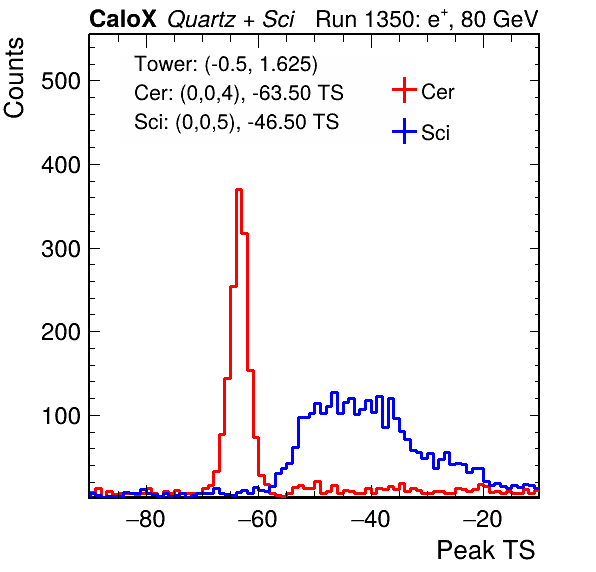 CaloX Quartz + Sci Run 1350: e⁺, 80 GeV
Counts
Tower: (-0.5, 1.625)
Cer: (0,0,4), -63.50 TS
Sci: (0,0,5), -46.50 TS
Cer
Sci
500
400
300
200
100
−80 −60 −40 −20
Peak TS